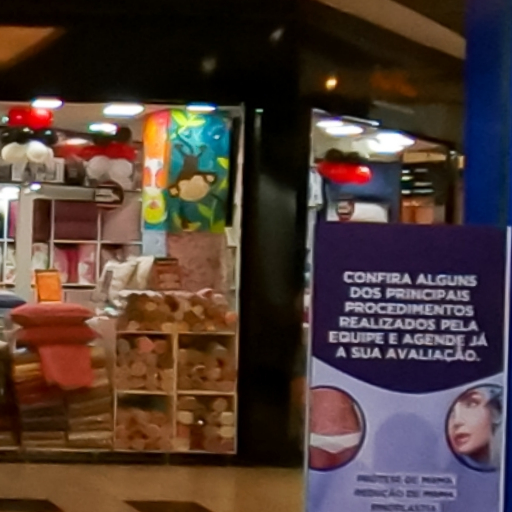 CONFIRA ALGUNS
DOS PRINCIPAIS
PROCEDIMENTOS
REALIZADOS PELA
EQUIPE E AGENDE JÁ
A SUA AVALIAÇÃO.
PRÓTESE DE MAMA
REDUÇÃO DE MAMA